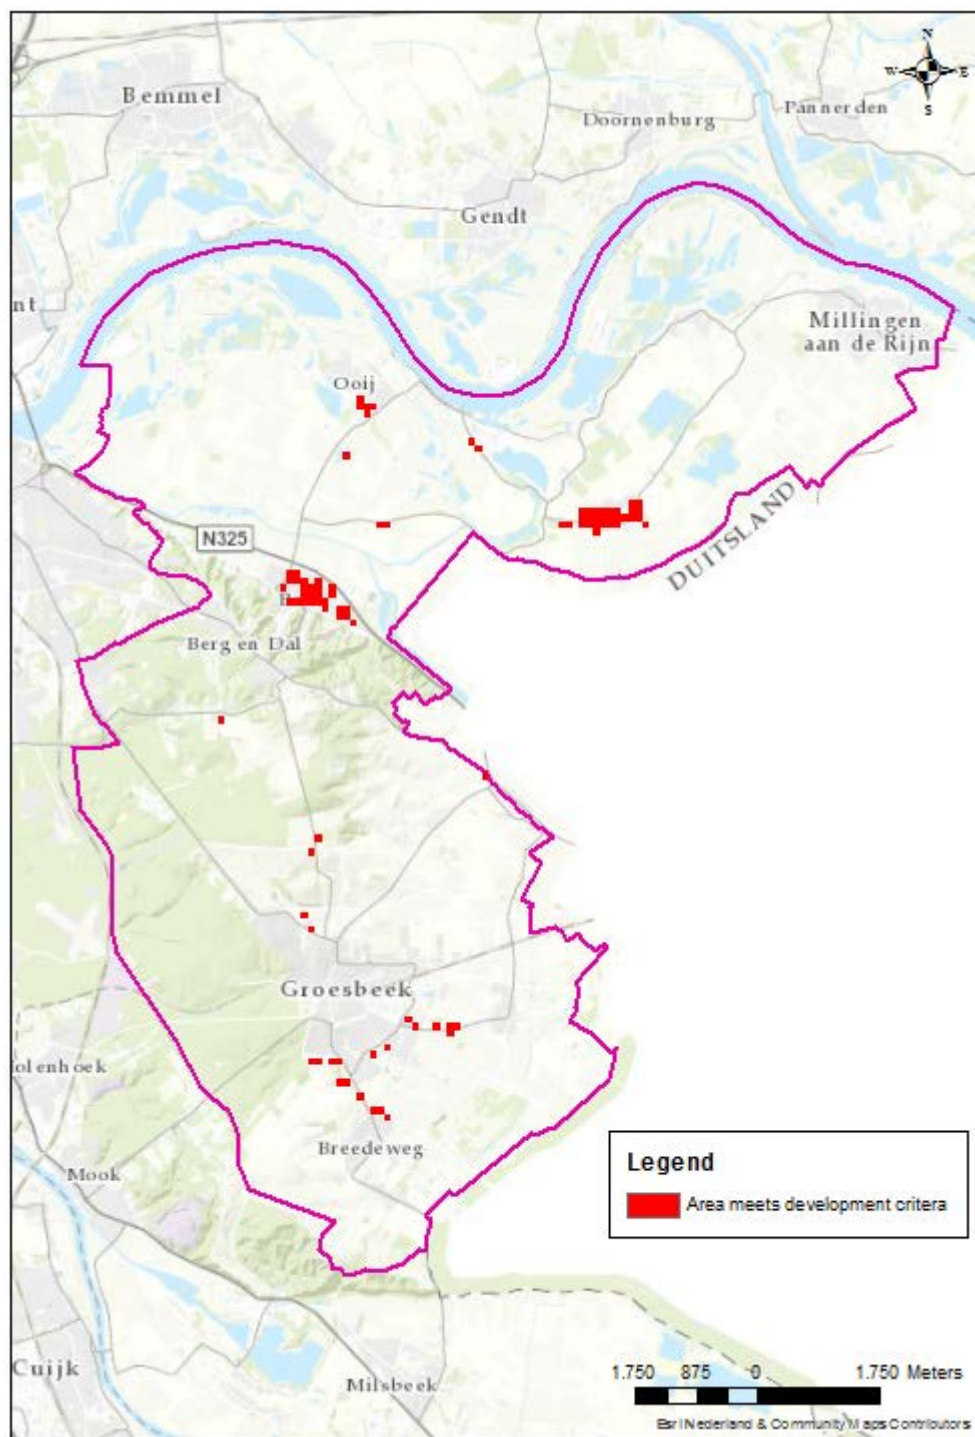 N
W E
S
Bemmel
Pannerden
Doornenburg
Gendt
nt
Millingen
aan de Rijn
Ooij
N325
DUITSLAND
B
Berg en Dal
Groesbeek
olenhoek
Breedeweg
Mook
Legend
Area meets development critera
Cuijk
Milsbeek
1.750 875 0 1.750 Meters
Esri Nederland & Community Maps Contributors